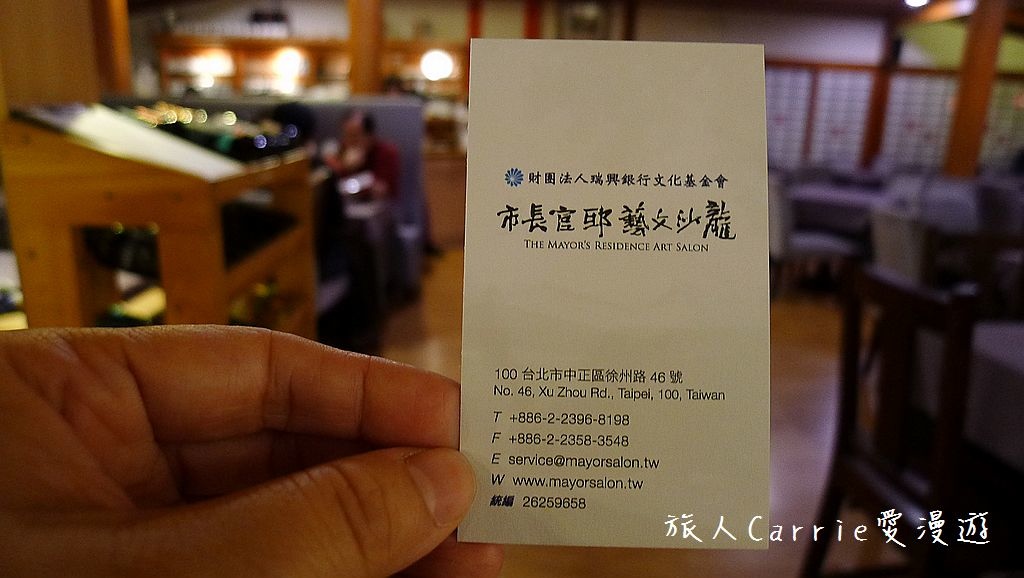 財團法人瑞興銀行文化基金會
市長官邸藝文沙龍
THE MAYOR'S RESIDENCE ART SALON
100 台北市中正區徐州路 46 號
No. 46, Xu Zhou Rd., Taipei, 100, Taiwan
T +886-2-2396-8198
F +886-2-2358-3548
E service@mayorsalon.tw
W www.mayorsalon.tw
統編 26259658
旅人Carrie愛漫遊